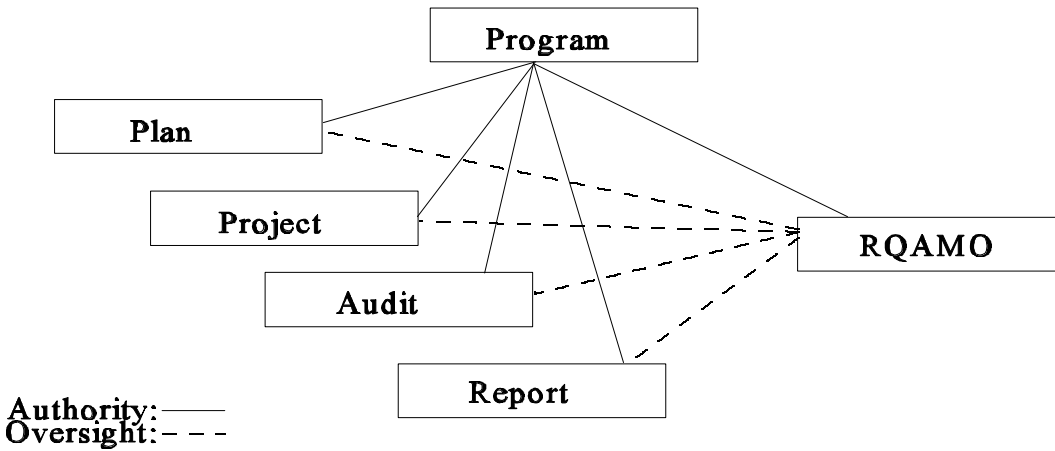 Program
Plan
Project
RQAMO
Audit
Report
Authority:
Oversight: